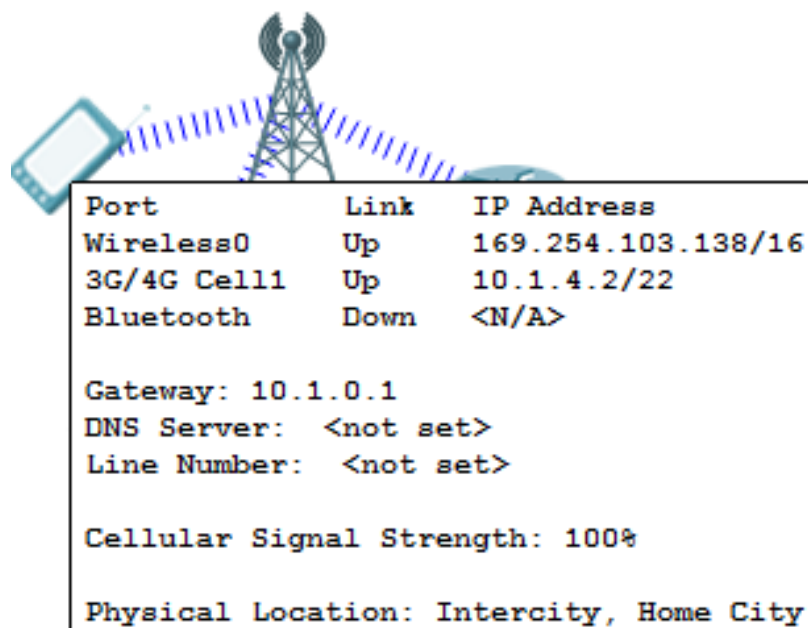 Port Link IP Address
Wireless0 Up 169.254.103.138/16
3G/4G Cell1 Up 10.1.4.2/22
Bluetooth Down <N/A>
Gateway: 10.1.0.1
DNS Server: <not set>
Line Number: <not set>
Cellular Signal Strength: 100%
Physical Location: Intercity, Home City